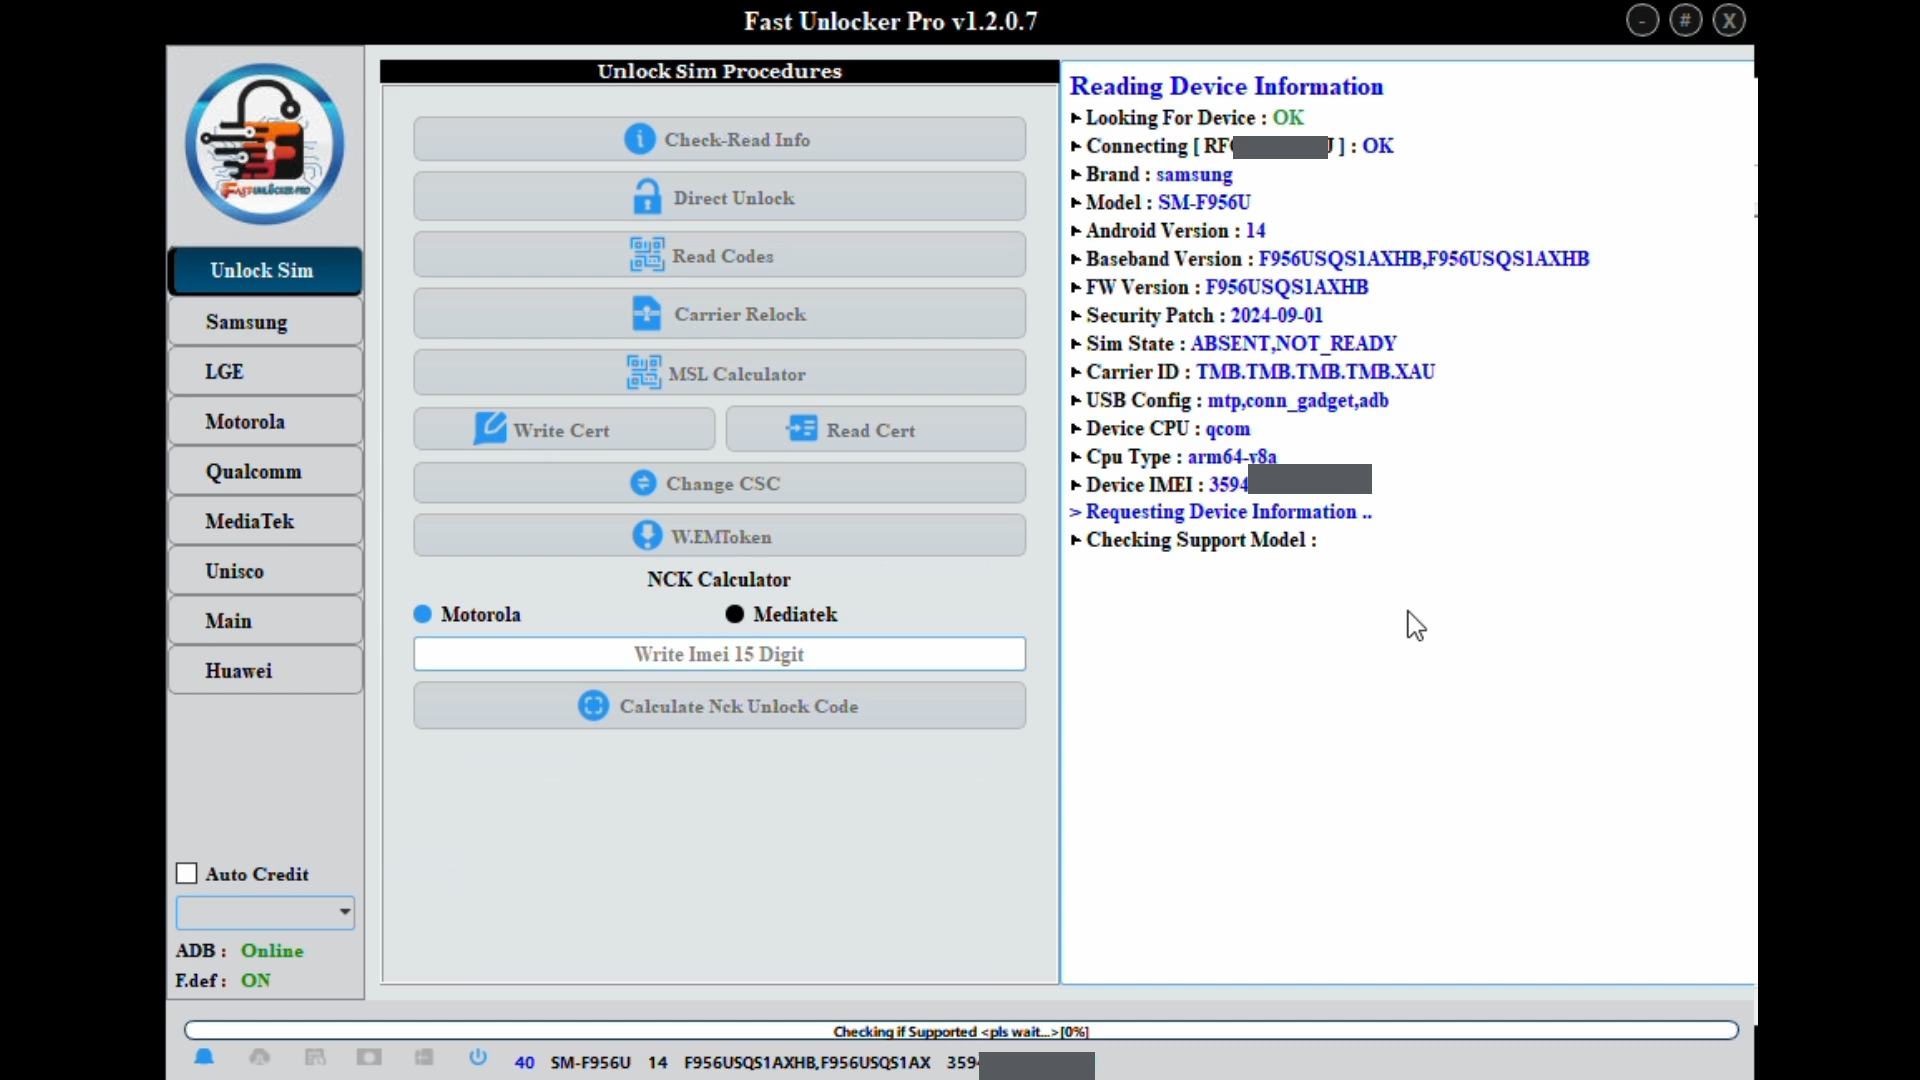 Fast Unlocker Pro v1.2.0.7
- # X
FASTUNLOCKER-PRO
Unlock Sim
Samsung
LGE
Motorola
Qualcomm
MediaTek
Unisco
Main
Huawei
Auto Credit
ADB : Online
F.def : ON
Unlock Sim Procedures
Check-Read Info
Direct Unlock
Read Codes
Carrier Relock
MSL Calculator
Write Cert Read Cert
Change CSC
W.EMToken
NCK Calculator
Motorola Mediatek
Write Imei 15 Digit
Calculate Nck Unlock Code
Reading Device Information
Looking For Device : OK
Connecting [ RF J ] : OK
Brand : samsung
Model : SM-F956U
Android Version : 14
Baseband Version : F956USQS1AXHB,F956USQS1AXHB
FW Version : F956USQS1AXHB
Security Patch : 2024-09-01
Sim State : ABSENT,NOT_READY
Carrier ID : TMB.TMB.TMB.TMB.XAU
USB Config : mtp,conn_gadget,adb
Device CPU : qcom
Cpu Type : arm64-v8a
Device IMEI : 3594
> Requesting Device Information ..
Checking Support Model :
Checking if Supported <pls wait...>[0%]
40 SM-F956U 14 F956USQS1AXHB,F956USQS1AX 359